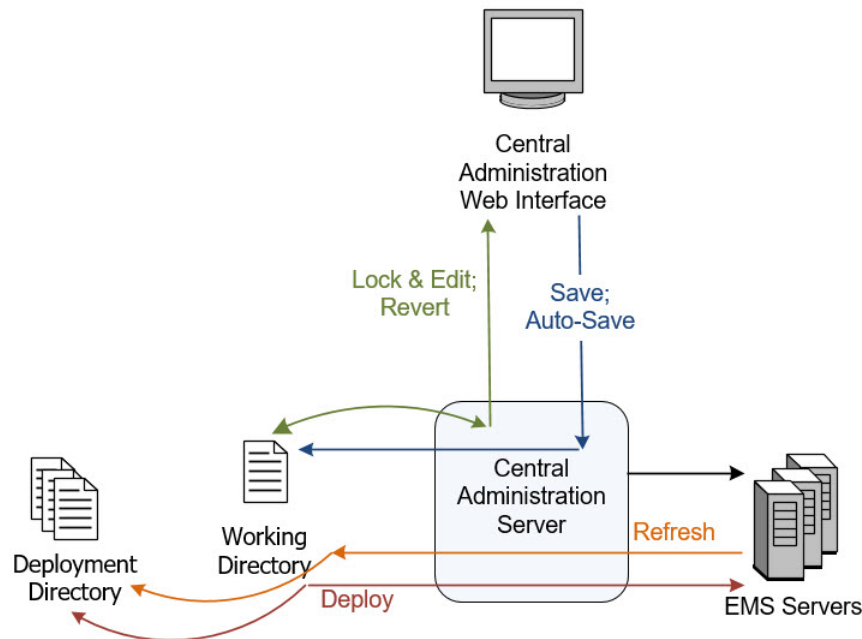 Central
Administration
Web Interface
Lock & Edit;
Revert
Save;
Auto-Save
Central
Administration
Server
Working
Directory
Deployment
Directory
Refresh
Deploy
EMS Servers